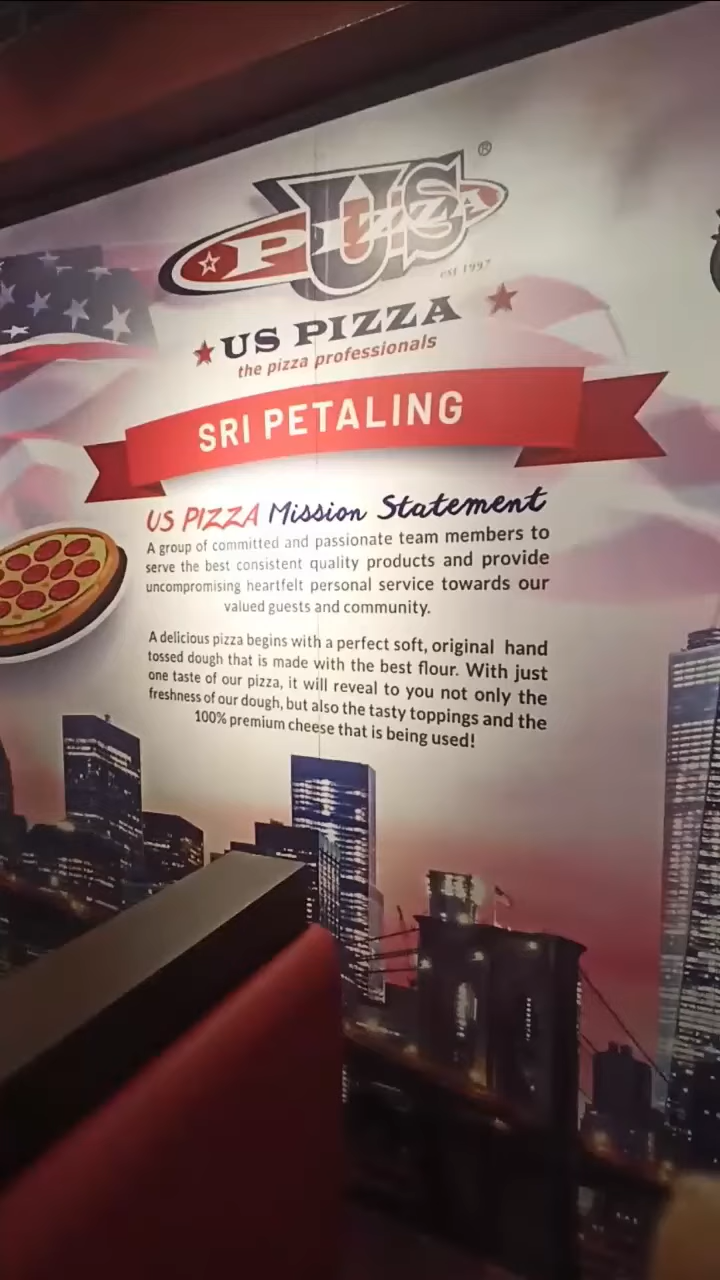 US
PIZZA
®
est 1997
US PIZZA
the pizza professionals
SRI PETALING
US PIZZA Mission Statement
A group of committed and passionate team members to
serve the best consistent quality products and provide
uncompromising heartfelt personal service towards our
valued guests and community.
A delicious pizza begins with a perfect soft, original hand
tossed dough that is made with the best flour. With just
one taste of our pizza, it will reveal to you not only the
freshness of our dough, but also the tasty toppings and the
100% premium cheese that is being used!